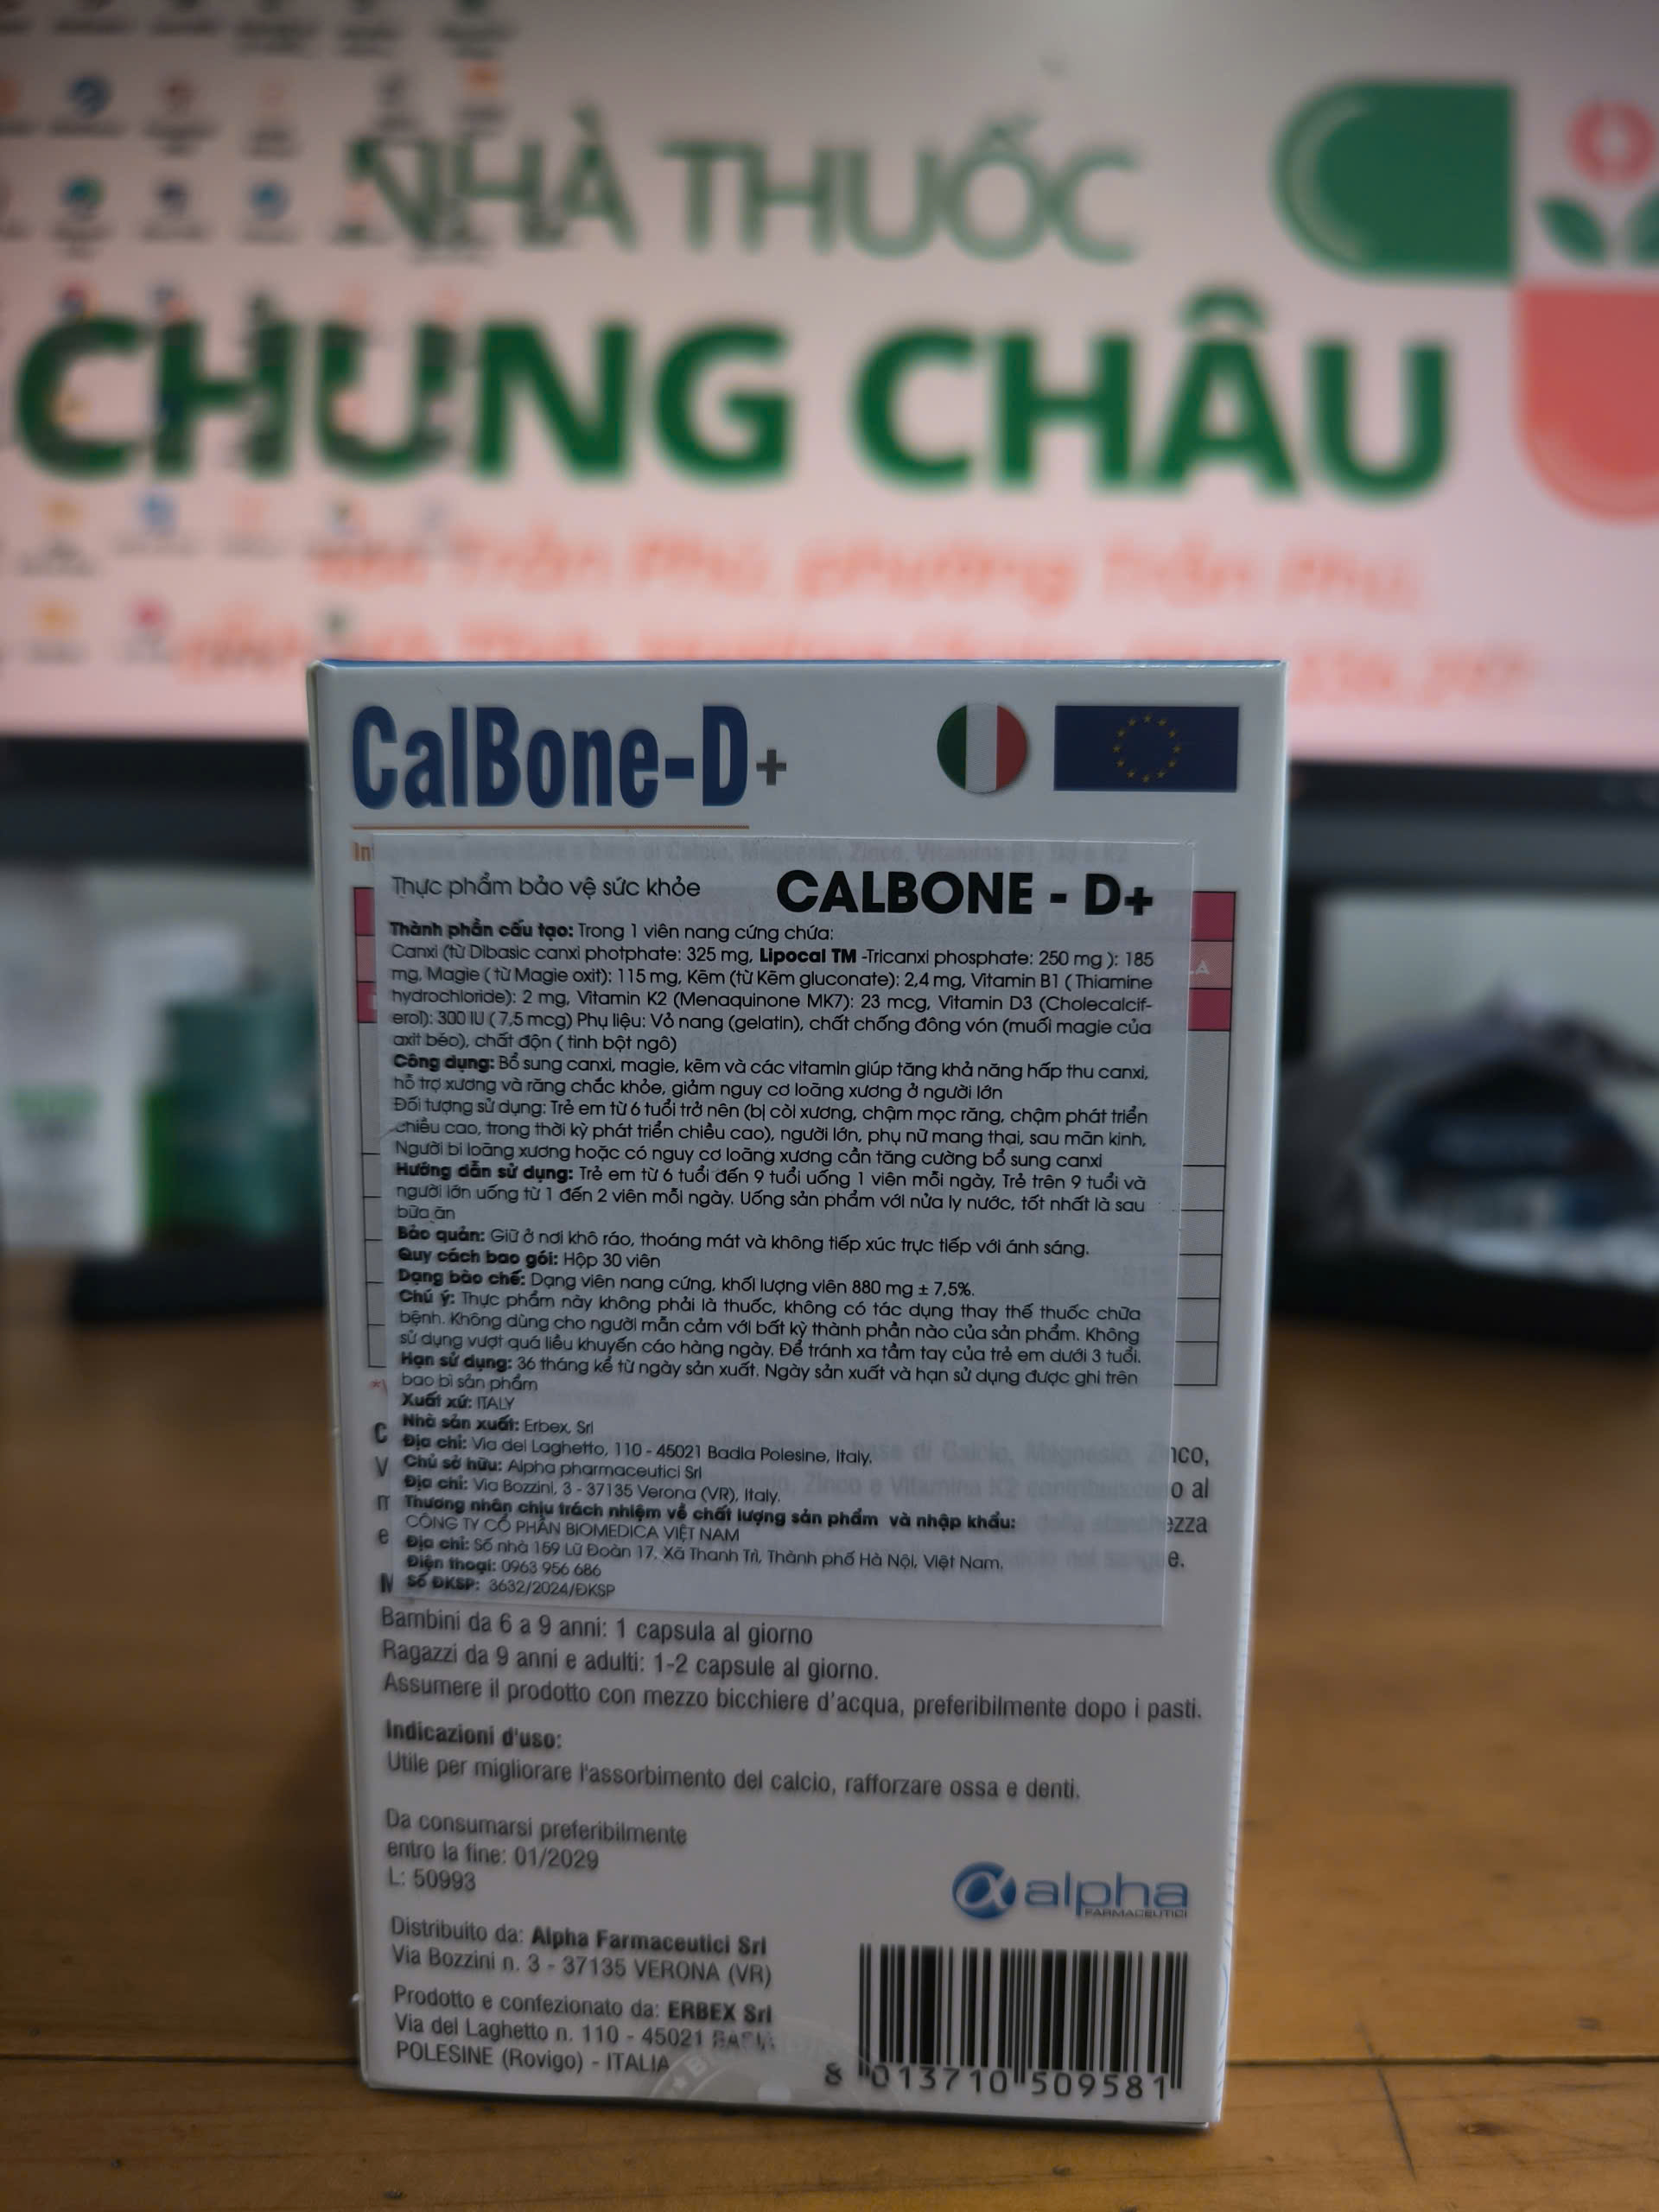 NHÀ THUỐC
CHUNG CHÂU
Trần Phú, phường Trần Phú,
CalBone-D+
Thực phẩm bảo vệ sức khỏe CALBONE - D+
Thành phần cấu tạo: Trong 1 viên nang cứng chứa:
Canxi (từ Dibasic canxi photphate: 325 mg, Lipocal TM -Tricanxi phosphate: 250 mg ): 185
mg, Magie ( từ Magie oxit): 115 mg, Kẽm (từ Kẽm gluconate): 2,4 mg, Vitamin B1 ( Thiamine
hydrochloride): 2 mg, Vitamin K2 (Menaquinone MK7): 23 mcg, Vitamin D3 (Cholecalcif-
erol): 300 IU ( 7,5 mcg) Phụ liệu: Vỏ nang (gelatin), chất chống đông vón (muối magie của
axit béo), chất độn ( tinh bột ngô)
Công dụng: Bổ sung canxi, magie, kẽm và các vitamin giúp tăng khả năng hấp thu canxi,
hỗ trợ xương và răng chắc khỏe, giảm nguy cơ loãng xương ở người lớn
Đối tượng sử dụng: Trẻ em từ 6 tuổi trở nên (bị còi xương, chậm mọc răng, chậm phát triển
chiều cao, trong thời kỳ phát triển chiều cao), người lớn, phụ nữ mang thai, sau mãn kinh,
Người bi loãng xương hoặc có nguy cơ loãng xương cần tăng cường bổ sung canxi
Hướng dẫn sử dụng: Trẻ em từ 6 tuổi đến 9 tuổi uống 1 viên mỗi ngày, Trẻ trên 9 tuổi và
người lớn uống từ 1 đến 2 viên mỗi ngày. Uống sản phẩm với nửa ly nước, tốt nhất là sau
bữa ăn
Bảo quản: Giữ ở nơi khô ráo, thoáng mát và không tiếp xúc trực tiếp với ánh sáng.
Quy cách bao gói: Hộp 30 viên
Dạng bào chế: Dạng viên nang cứng, khối lượng viên 880 mg ± 7,5%.
Chú ý: Thực phẩm này không phải là thuốc, không có tác dụng thay thế thuốc chữa
bệnh. Không dùng cho người mẫn cảm với bất kỳ thành phần nào của sản phẩm. Không
sử dụng vượt quá liều khuyến cáo hàng ngày. Để tránh xa tầm tay của trẻ em dưới 3 tuổi.
Hạn sử dụng: 36 tháng kể từ ngày sản xuất. Ngày sản xuất và hạn sử dụng được ghi trên
bao bì sản phẩm
Xuất xứ: ITALY
Nhà sản xuất: Erbex, Srl
Địa chỉ: Via del Laghetto, 110 - 45021 Badia Polesine, Italy.
Chủ sở hữu: Alpha pharmaceutici Srl
Địa chỉ: Via Bozzini, 3 - 37135 Verona (VR), Italy.
Thương nhân chịu trách nhiệm về chất lượng sản phẩm và nhập khẩu:
CÔNG TY CỔ PHẦN BIOMEDICA VIỆT NAM
Địa chỉ: Số nhà 159 Lữ Đoàn 17, Xã Thanh Trì, Thành phố Hà Nội, Việt Nam.
Điện thoại: 0963 956 686
Số ĐKSP: 3632/2024/ĐKSP
Bambini da 6 a 9 anni: 1 capsula al giorno
Ragazzi da 9 anni e adulti: 1-2 capsule al giorno.
Assumere il prodotto con mezzo bicchiere d'acqua, preferibilmente dopo i pasti.
Indicazioni d'uso:
Utile per migliorare l'assorbimento del calcio, rafforzare ossa e denti.
Da consumarsi preferibilmente
entro la fine: 01/2029
L: 50993
alpha
FARMACEUTICI
Distribuito da: Alpha Farmaceutici Srl
Via Bozzini n. 3 - 37135 VERONA (VR)
Prodotto e confezionato da: ERBEX Srl
Via del Laghetto n. 110 - 45021 BADIA
POLESINE (Rovigo) - ITALIA
8 013710 509581